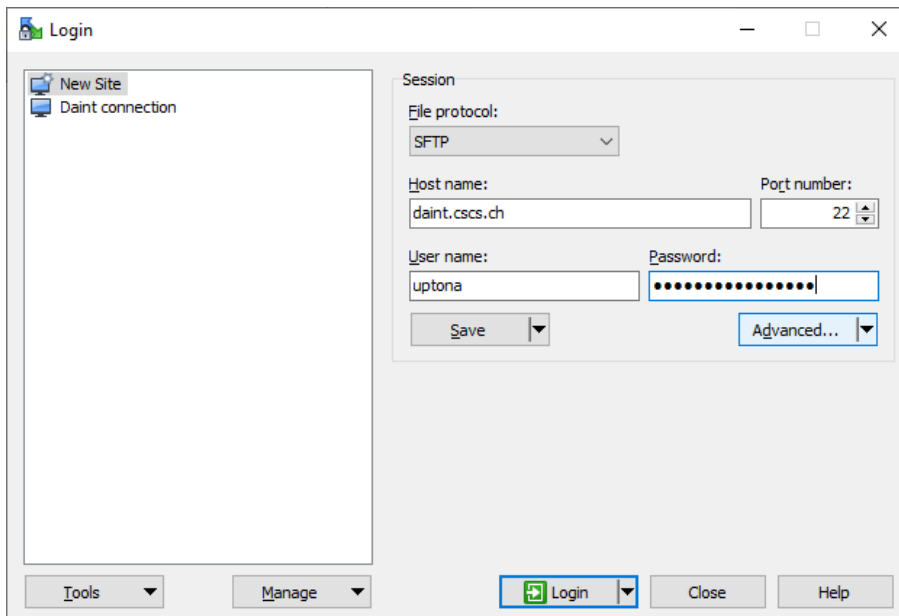 Login
New Site
Daint connection
Session
File protocol:
SFTP
Host name:
Port number:
daint.cscs.ch
22
User name:
Password:
uptona
••••••••••••••••
Save
Advanced...
Tools
Manage
Login
Close
Help